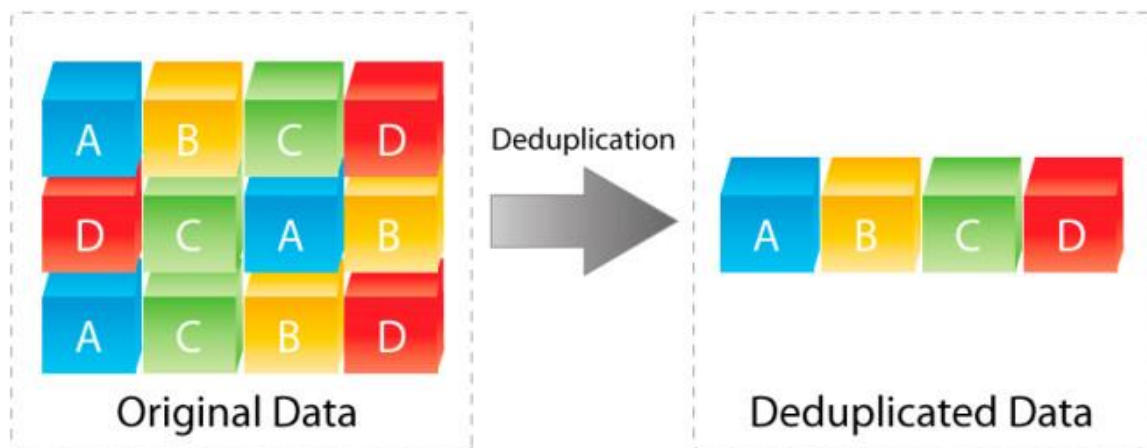 A B C D
D C A B
A C B D
Original Data
Deduplication
A B C D
Deduplicated Data